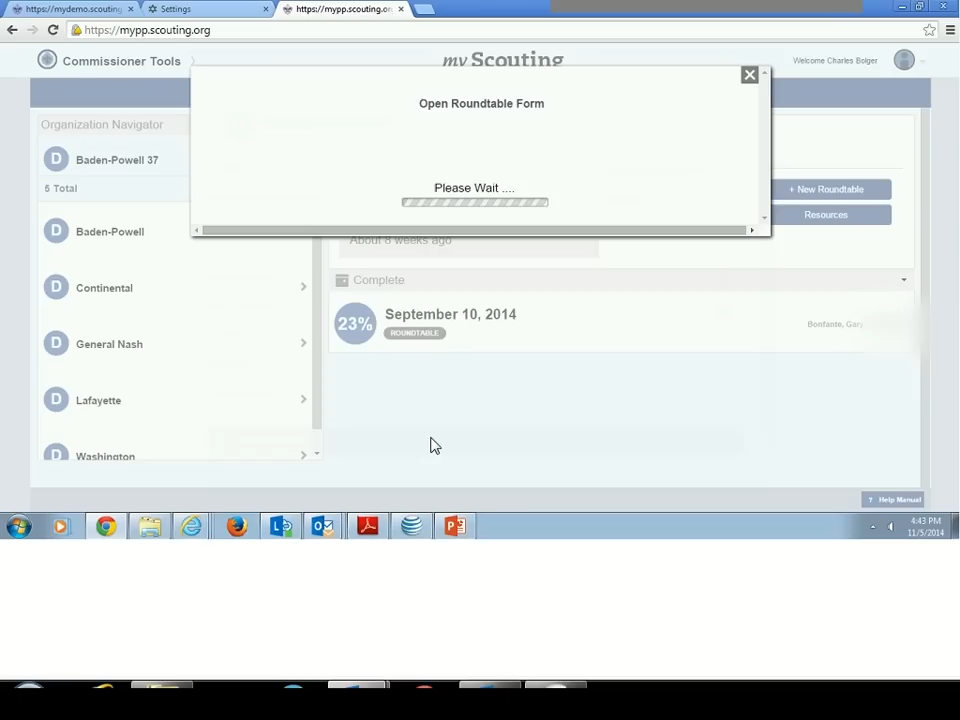 https://mydemo.scouting
Settings
https://mypp.scouting.or
https://mypp.scouting.org
Commissioner Tools
my Scouting
Welcome Charles Bolger
Open Roundtable Form
Organization Navigator
D Baden-Powell 37
Please Wait ....
6 Total
+ New Roundtable
Resources
D Baden-Powell
About 8 weeks ago
Complete
D Continental
23%
September 10, 2014
ROUNDTABLE
Bonfante, Gary
D General Nash
D Lafayette
D Washington
? Help Manual
4:43 PM
11/5/2014